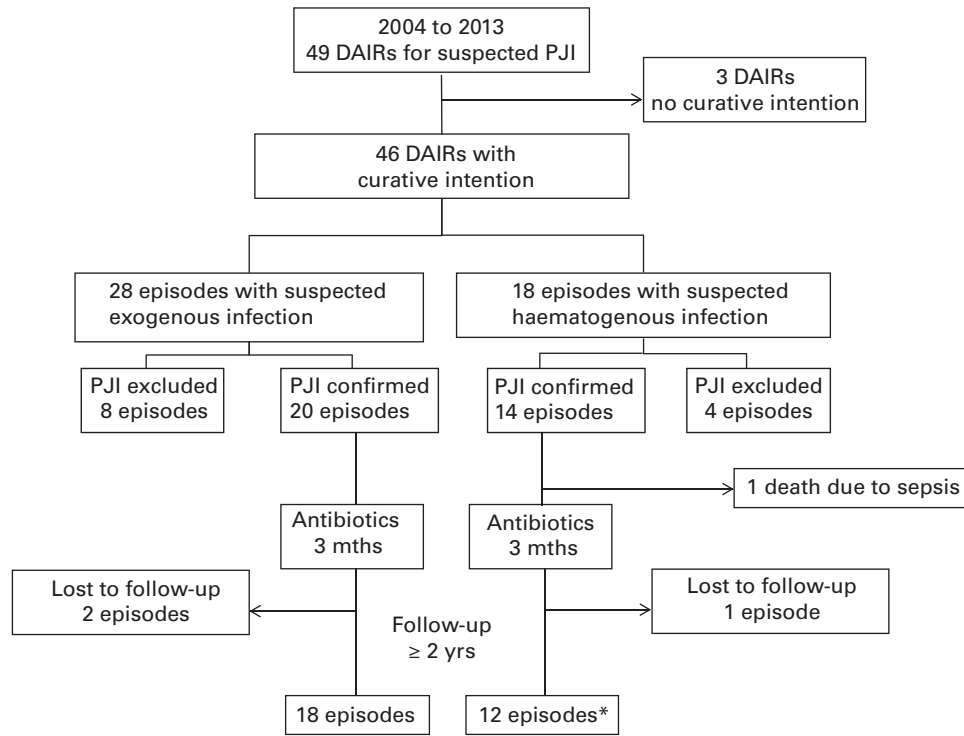 2004 to 2013
49 DAIRs for suspected PJI
3 DAIRs
no curative intention
46 DAIRs with
curative intention
28 episodes with suspected
exogenous infection
18 episodes with suspected
haematogenous infection
PJI excluded
8 episodes
PJI confirmed
20 episodes
PJI confirmed
14 episodes
PJI excluded
4 episodes
1 death due to sepsis
Antibiotics
3 mths
Antibiotics
3 mths
Lost to follow-up
2 episodes
Lost to follow-up
1 episode
Follow-up
≥ 2 yrs
18 episodes
12 episodes*